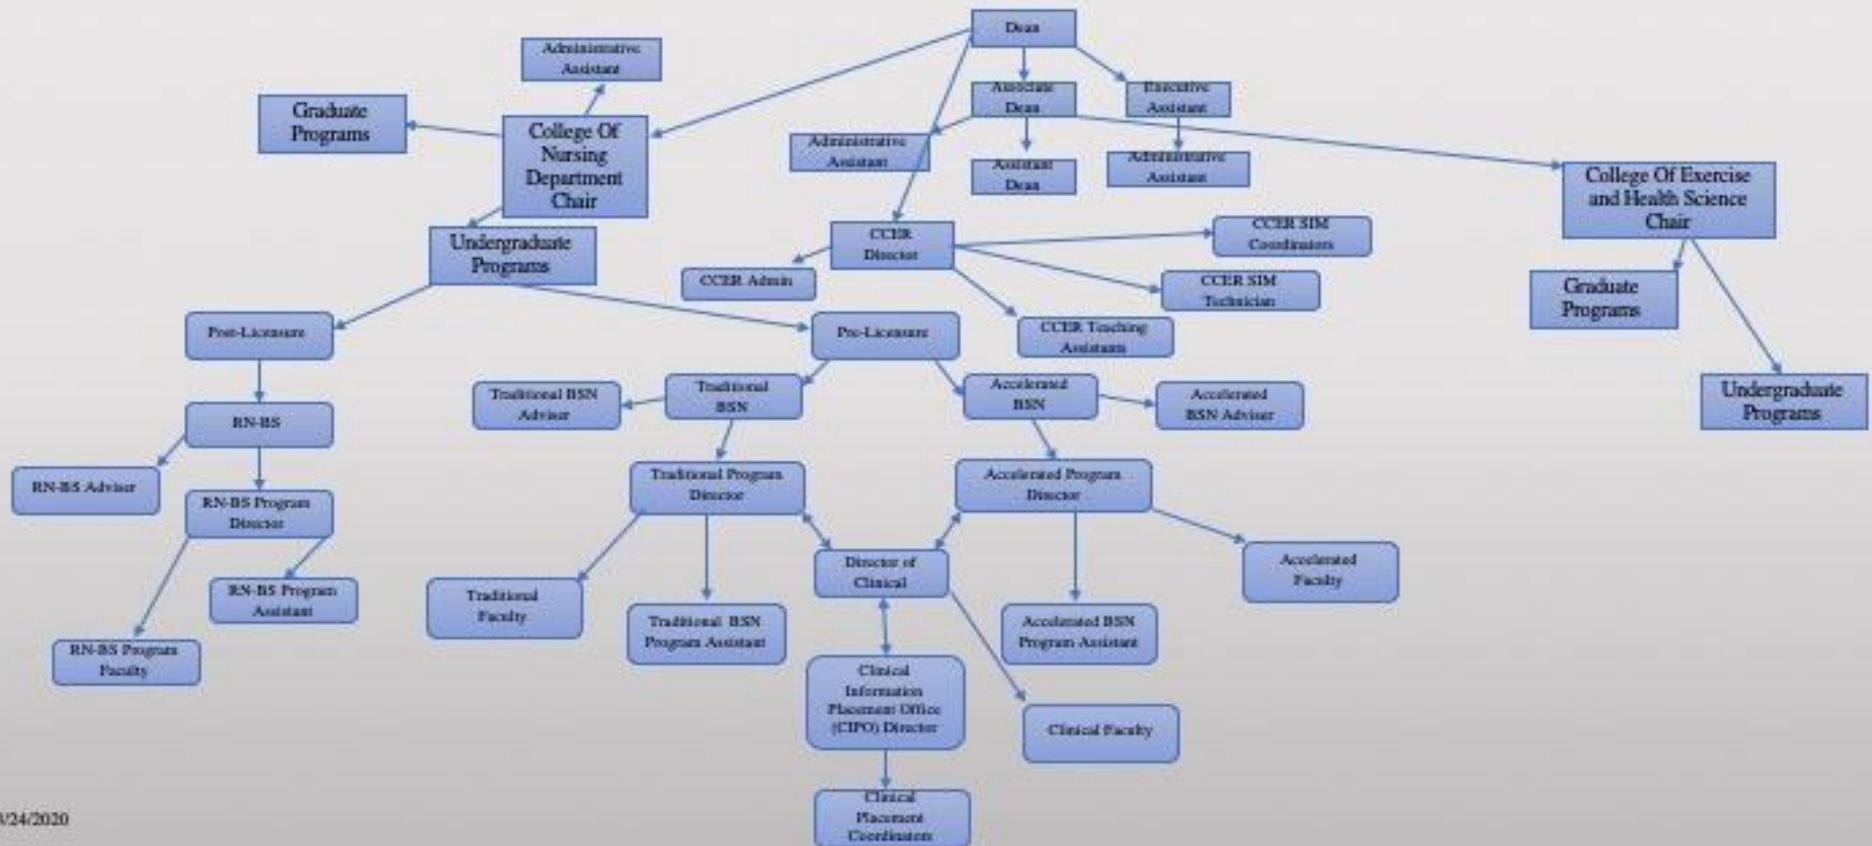 Dean
Administrative
Assistant
Associate
Dean
Executive
Assistant
Graduate
Programs
College Of
Nursing
Department
Chair
Administrative
Assistant
Assistant
Dean
Administrative
Assistant
College Of Exercise
and Health Science
Chair
Undergraduate
Programs
CCER
Director
CCER SIM
Coordinators
CCER Admin
CCER SIM
Technician
Graduate
Programs
Post-Licensure
Pre-Licensure
CCER Teaching
Assistants
Traditional BSN
Adviser
Traditional
BSN
Accelerated
BSN
Accelerated
BSN Adviser
Undergraduate
Programs
RN-BS
RN-BS Adviser
RN-BS Program
Director
Traditional Program
Director
Accelerated Program
Director
RN-BS Program
Assistant
Traditional
Faculty
Director of
Clinical
Accelerated
Faculty
RN-BS Program
Faculty
Traditional BSN
Program Assistant
Accelerated BSN
Program Assistant
Clinical
Information
Placement Office
(CIPO) Director
Clinical Faculty
Clinical
Placement
Coordinators
/24/2020